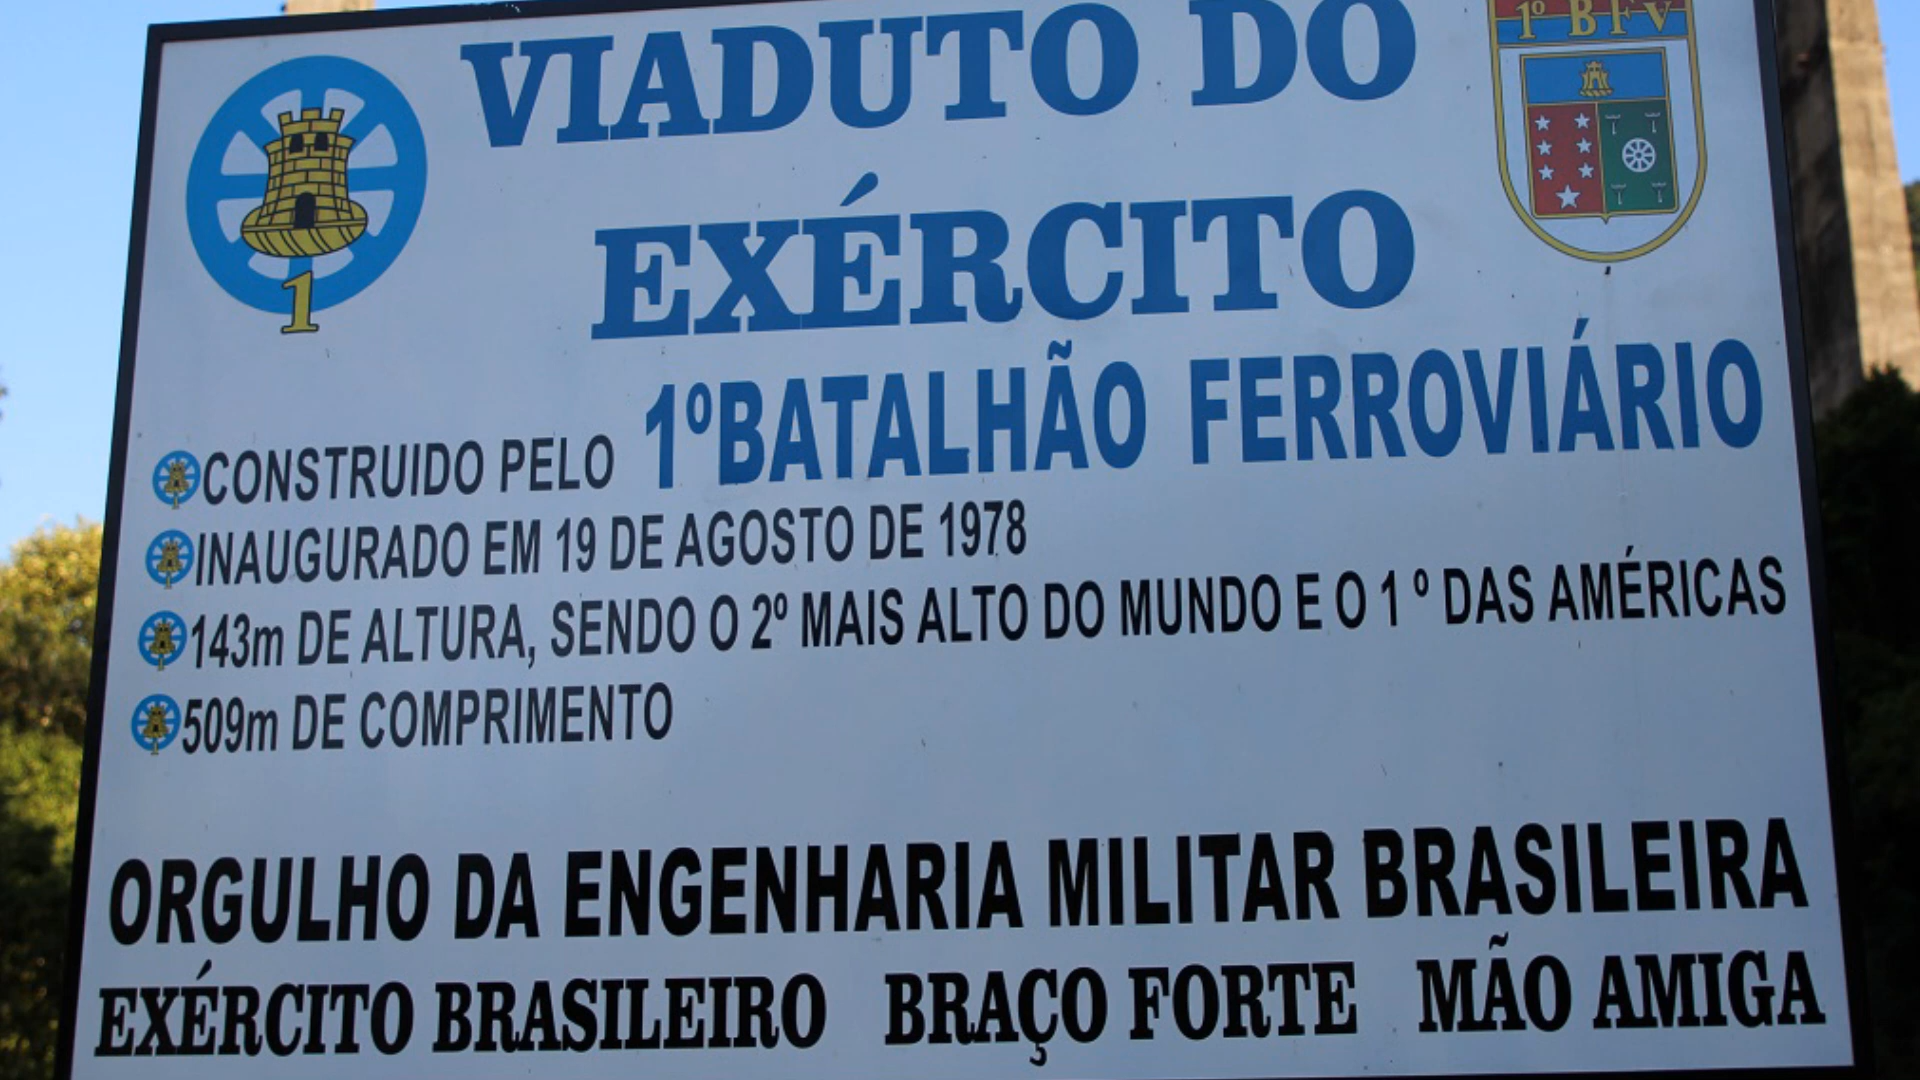 VIADUTO DO
EXÉRCITO
1º BFv
1
CONSTRUIDO PELO 1ºBATALHÃO FERROVIÁRIO
INAUGURADO EM 19 DE AGOSTO DE 1978
143m DE ALTURA, SENDO O 2º MAIS ALTO DO MUNDO E O 1º DAS AMÉRICAS
509m DE COMPRIMENTO
ORGULHO DA ENGENHARIA MILITAR BRASILEIRA
EXÉRCITO BRASILEIRO BRAÇO FORTE MÃO AMIGA